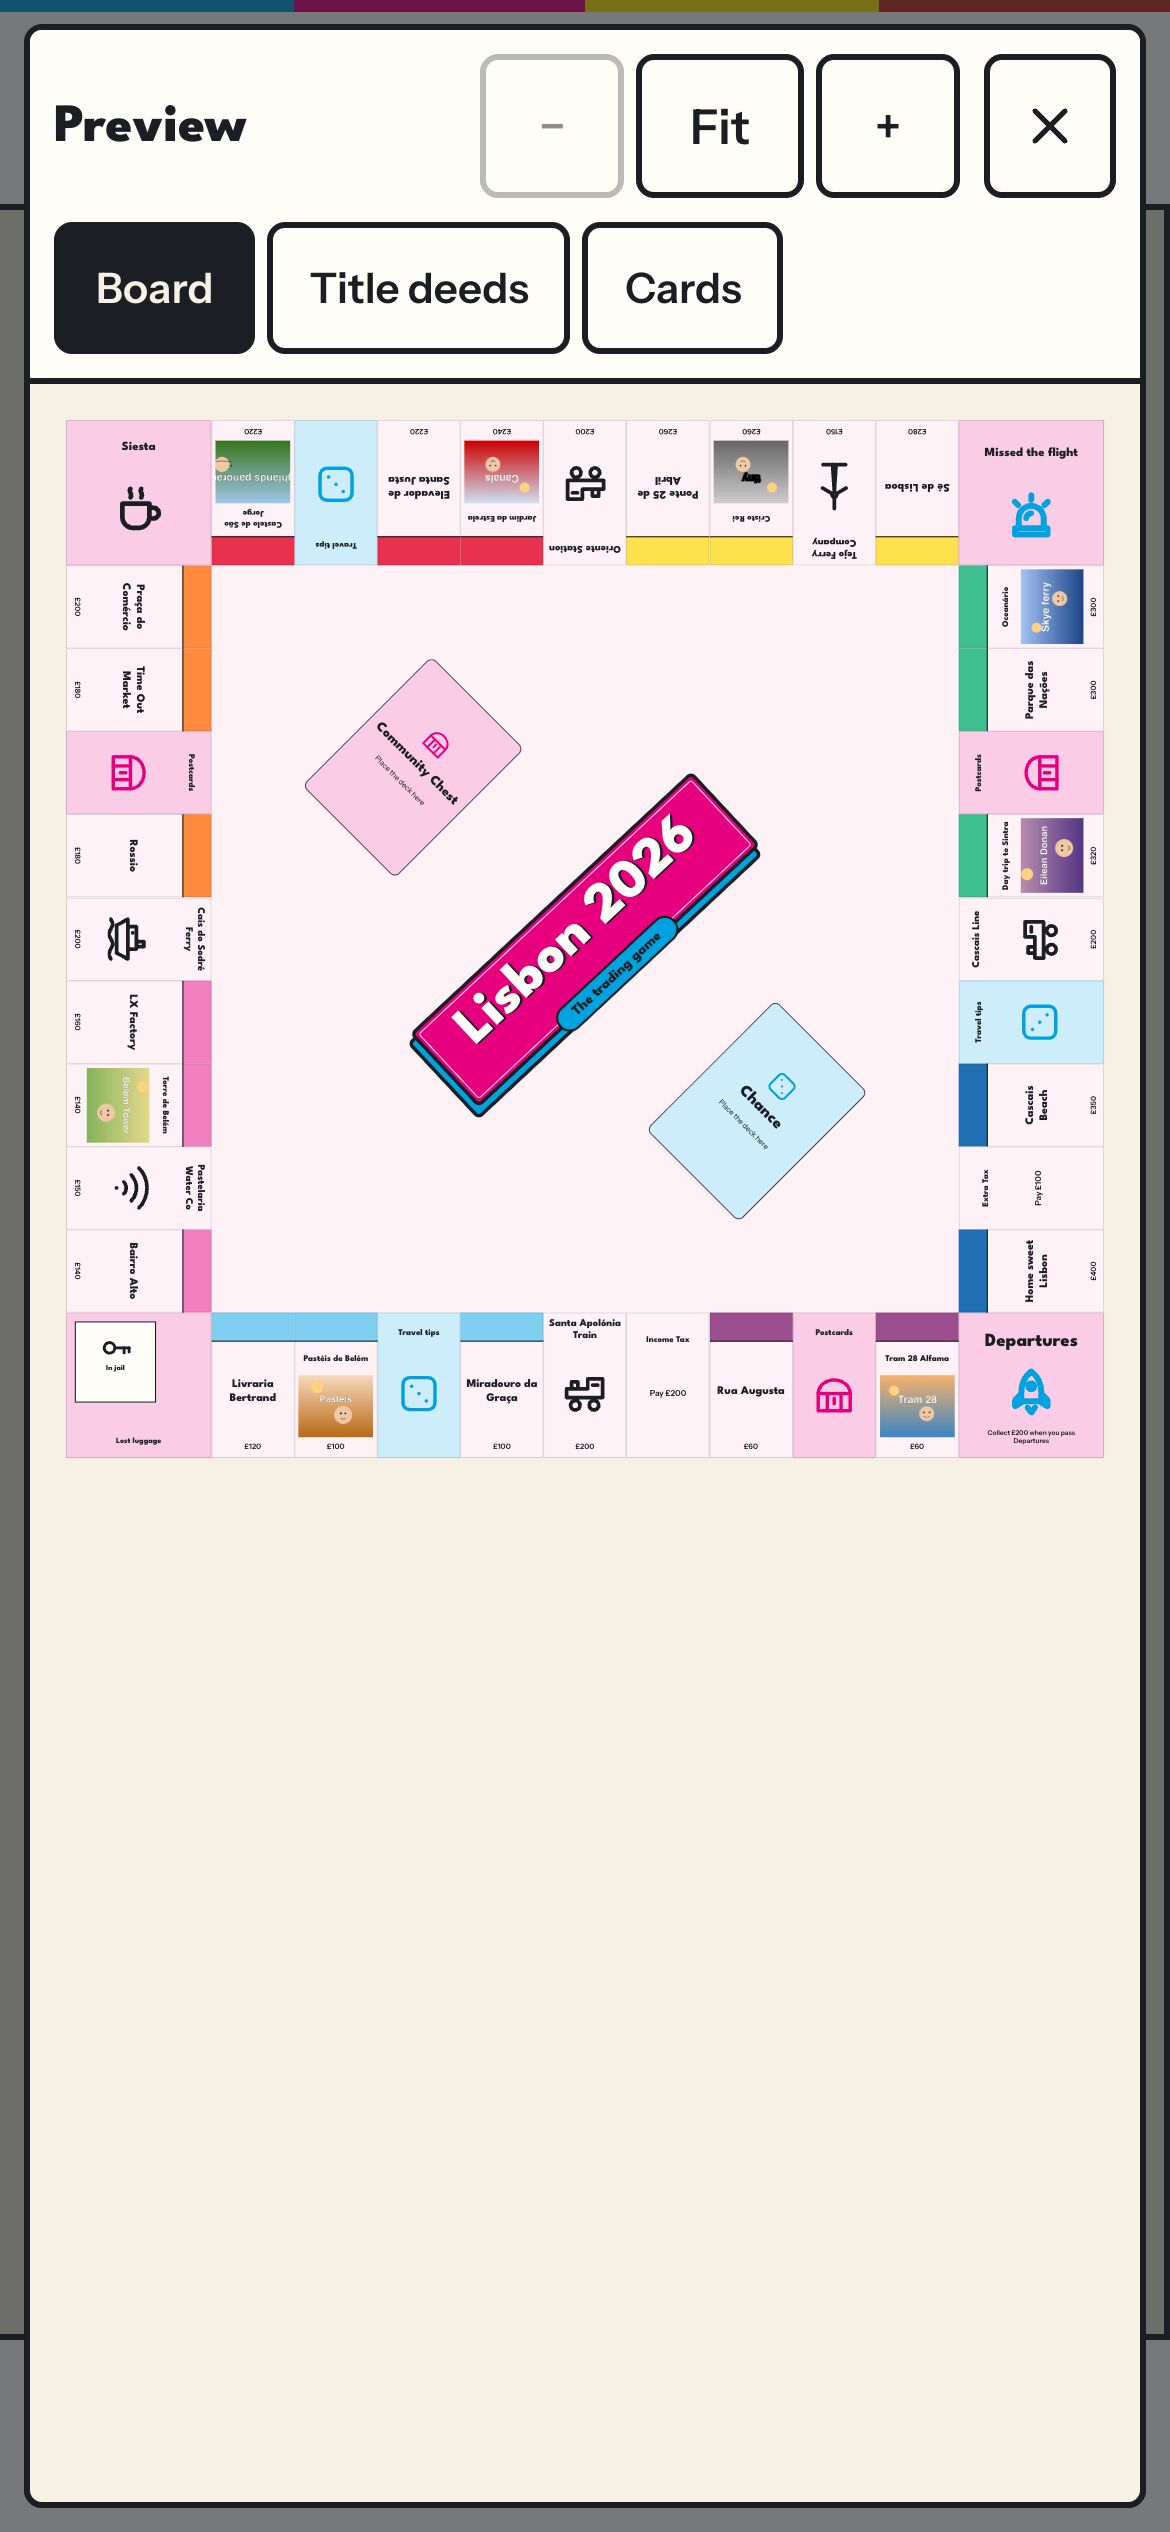 Preview
−
Fit
+
Board
Title deeds
Cards
Siesta
£220
Castelo de São
Jorge
Travel tips
£220
Elevador de
Santa Justa
£240
Canals
Jardim da Estrela
£200
Oriente Station
£260
Ponte 25 de
Abril
£260
Cristo Rei
£150
Tejo Ferry
Company
£280
Sé de Lisboa
Missed the flight
Praça do
Comércio
£200
Time Out
Market
£180
Postcards
Rossio
£180
Cais do Sodré
Ferry
£200
LX Factory
£160
Torre de Belém
Belem Tower
£140
Pastelaria
Water Co
£150
Bairro Alto
£140
Community Chest
Place the deck here
Lisbon 2026
The trading game
Chance
Place the deck here
Oceanário
Skye ferry
£300
Parque das
Nações
£300
Postcards
Day trip to Sintra
Eilean Donan
£320
Cascais Line
£200
Travel tips
Cascais
Beach
£350
Extra Tax
Pay £100
Home sweet
Lisbon
£400
In jail
Lost luggage
Livraria
Bertrand
£120
Pastéis de Belém
Pasteis
£100
Travel tips
Miradouro da
Graça
£100
Santa Apolónia
Train
£200
Income Tax
Pay £200
Rua Augusta
£60
Postcards
Tram 28 Alfama
Tram 28
£60
Departures
Collect £200 when you pass
Departures